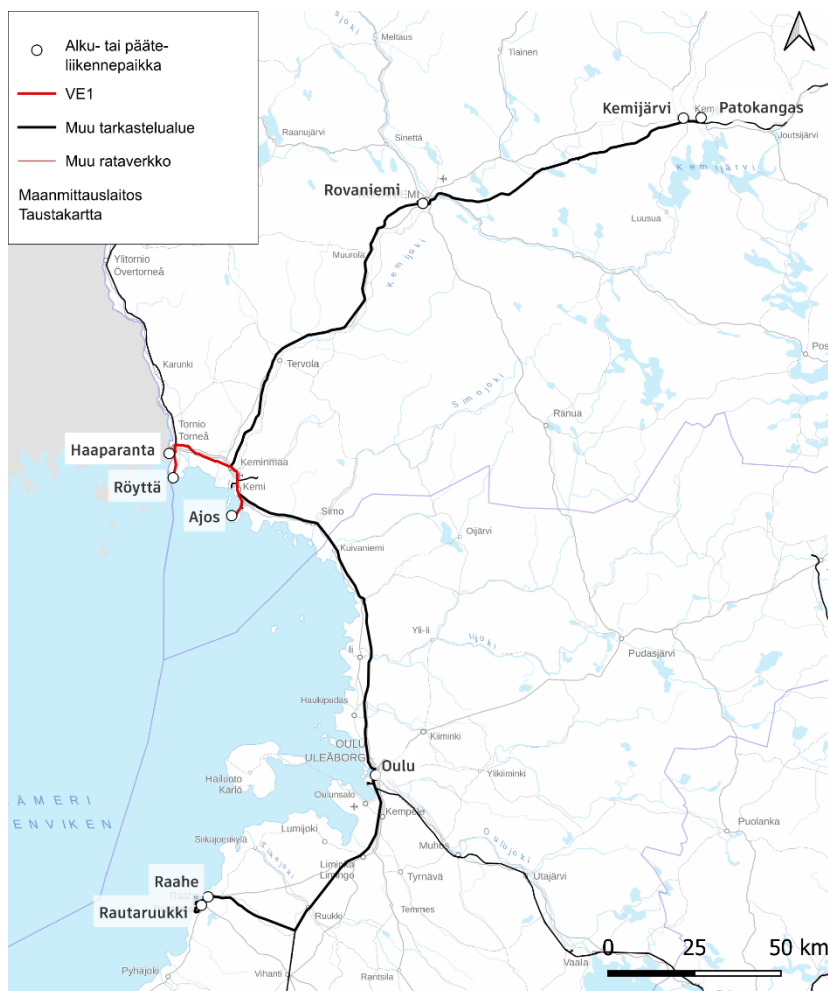 Alku- tai pääte-
liikennepaikka
VE1
Muu tarkastelualue
Muu rataverkko
Maanmittauslaitos
Taustakartta
Meltaus
Tiainen
Raanujärvi
Sinettä
Kemijärvi
Patokangas
Joutsijärvi
Kemijärvi
Rovaniemi
Luusua
Muurola
Kemijoki
Ylitornio
Övertorneå
Karunki
Tervola
Simojoki
Ranua
Tornio
Torneå
Haaparanta
Keminmaa
Röyttä
Kemi
Ajos
Simo
Kuivaniemi
Oijärvi
Yli-Ii
Iijoki
Ii
Pudasjärvi
Haukipudas
OULU
ULEÅBORG
Kiiminki
Oulu
Hailuoto
Karlö
Ylikiiminki
Oulunsalo
Kempele
Oulujoki
Puolanka
Siikajoenkylä
Lumijoki
Muhos
Siikajoki
Liminka
Limingo
Tyrnävä
Utajärvi
Raahe
Rautaruukki
Ruukki
Temmes
0 25 50 km
Vaala
Pyhäjoki
Vihanti
Rantsila